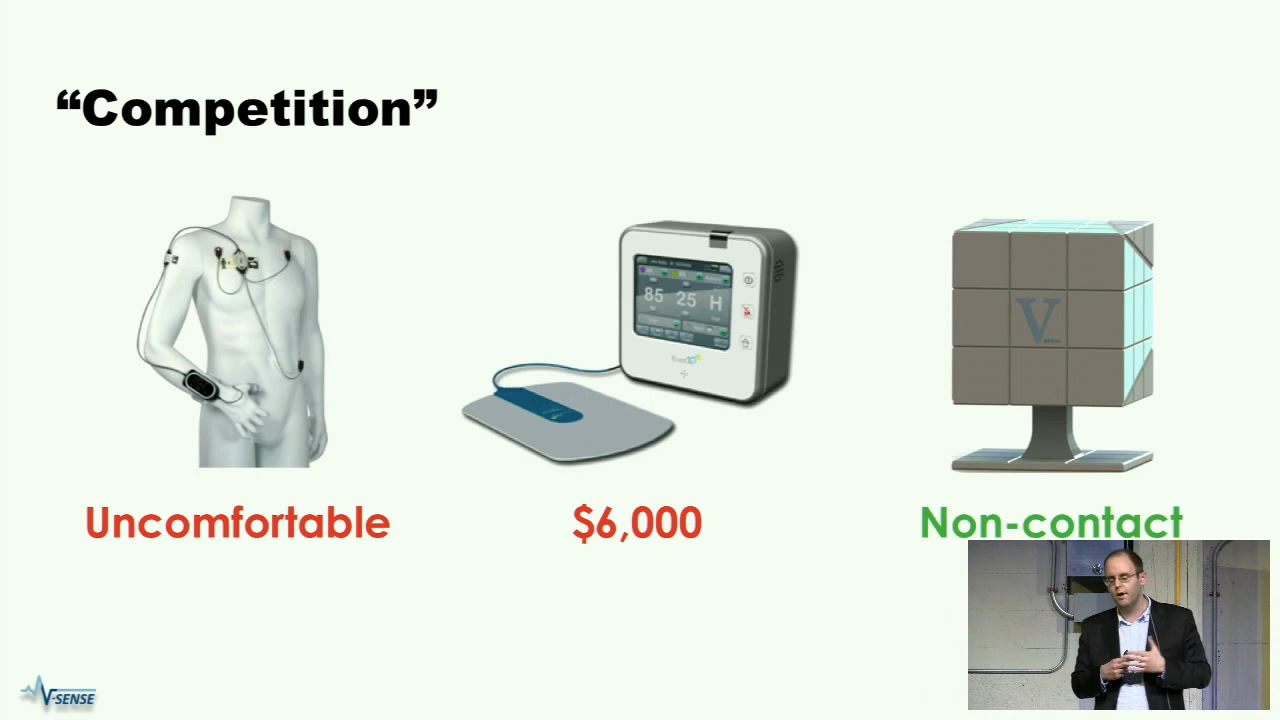 “Competition”
85 25 H
V
Uncomfortable
$6,000
Non-contact
V-SENSE